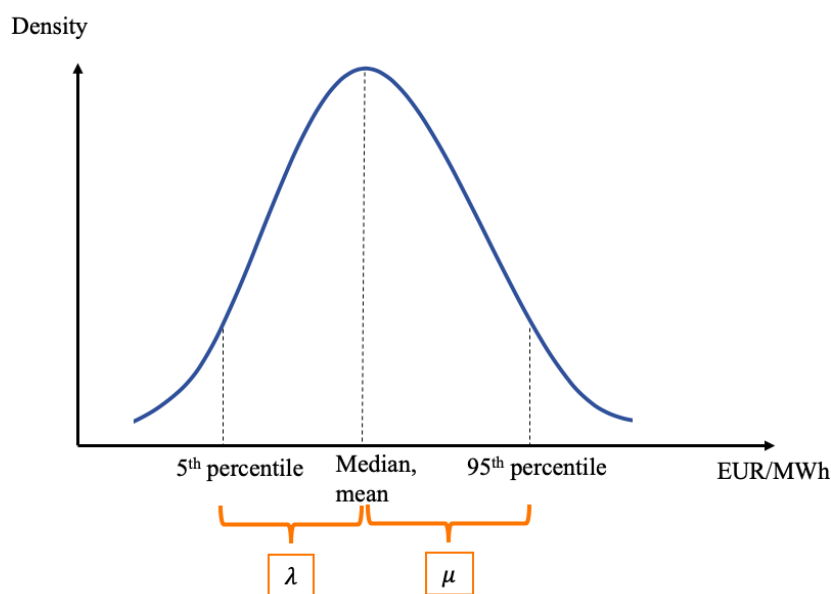 Density
5th percentile
Median,
mean
95th percentile
EUR/MWh
λ
μ